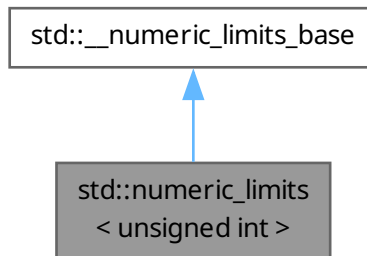 std::__numeric_limits_base
std::numeric_limits
< unsigned int >